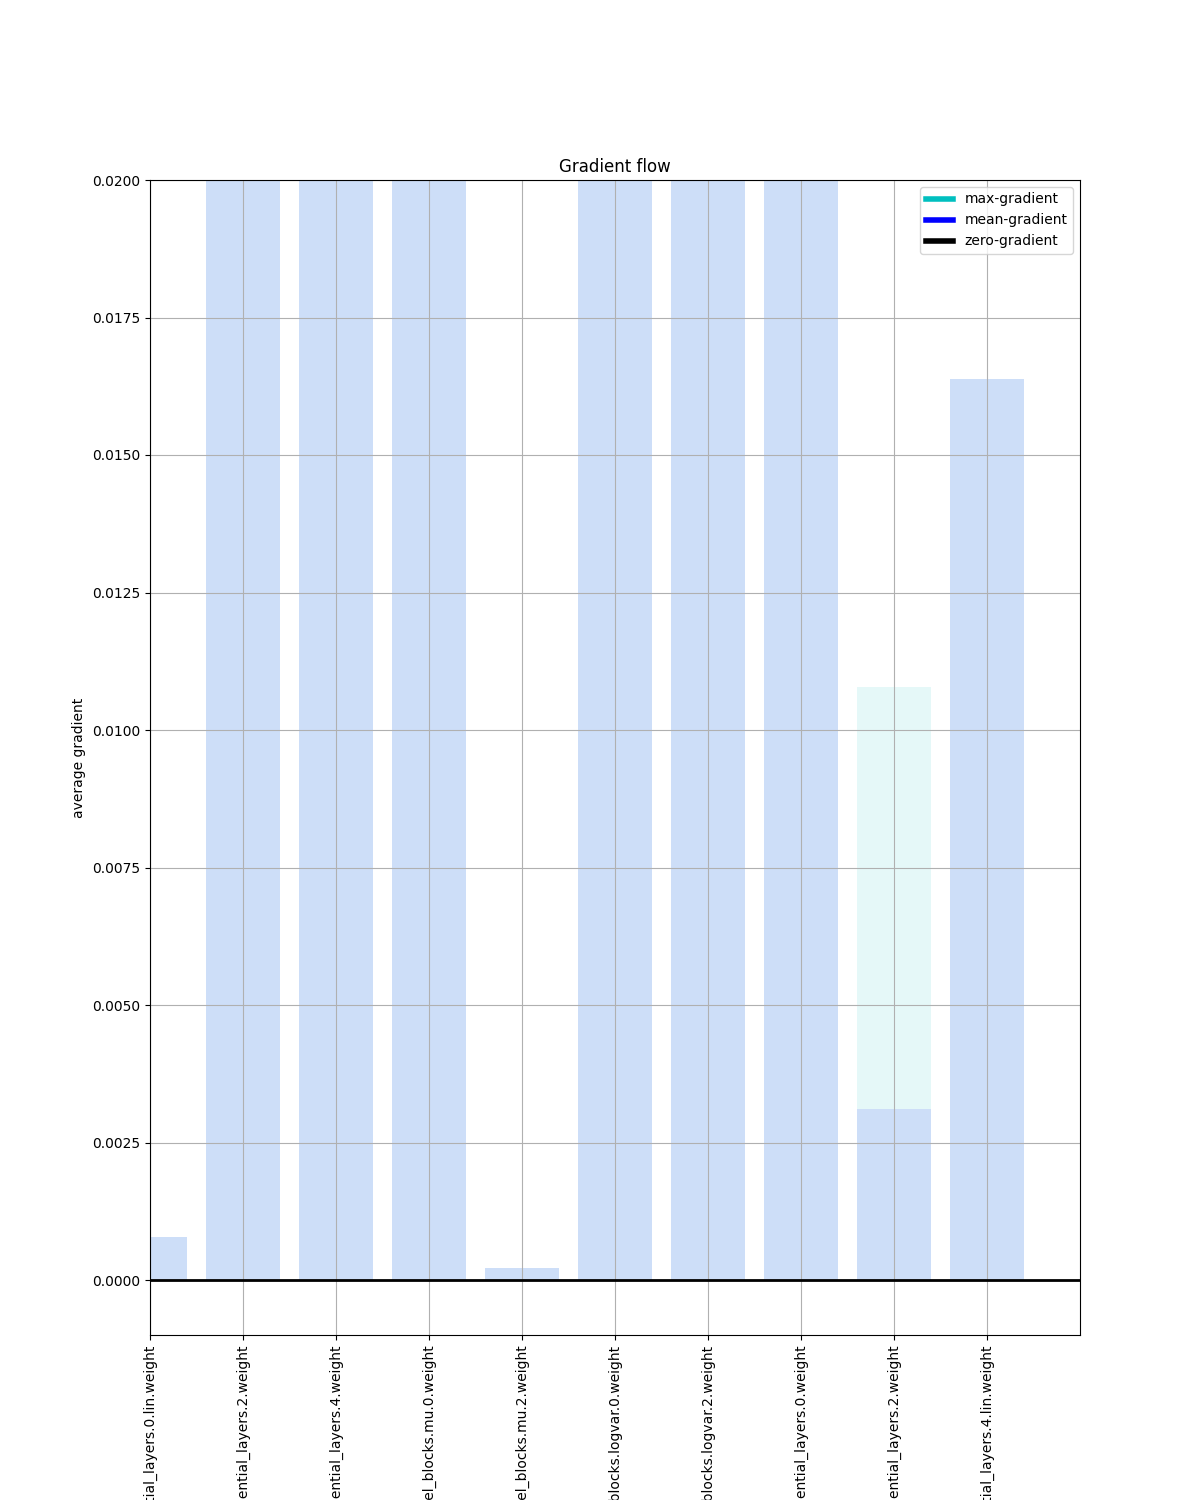 Gradient flow
max-gradient
mean-gradient
zero-gradient
0.0200
0.0175
0.0150
0.0125
0.0100
0.0075
0.0050
0.0025
0.0000
average gradient
tial_layers.0.lin.weight
ential_layers.2.weight
ential_layers.4.weight
el_blocks.mu.0.weight
el_blocks.mu.2.weight
blocks.logvar.0.weight
blocks.logvar.2.weight
ential_layers.0.weight
ential_layers.2.weight
tial_layers.4.lin.weight